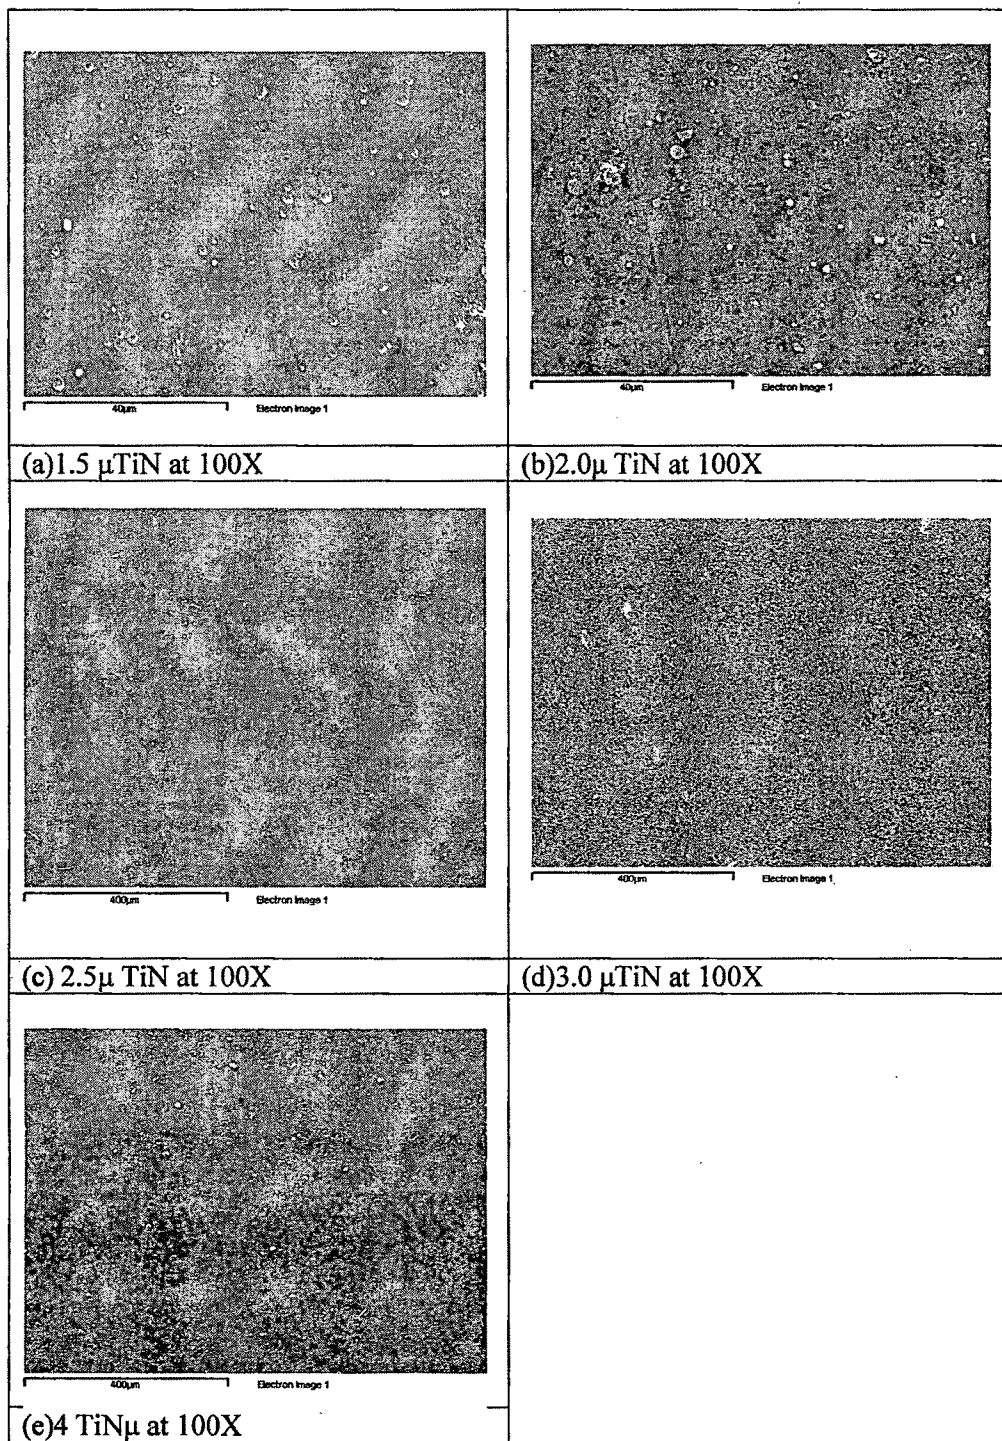 40µm Electron Image 1
40µm Electron Image 1
(a)1.5 µTiN at 100X
(b)2.0µ TiN at 100X
400µm Electron Image 1
400µm Electron Image 1
(c) 2.5µ TiN at 100X
(d)3.0 µTiN at 100X
400µm Electron Image 1
(e)4 TiNµ at 100X